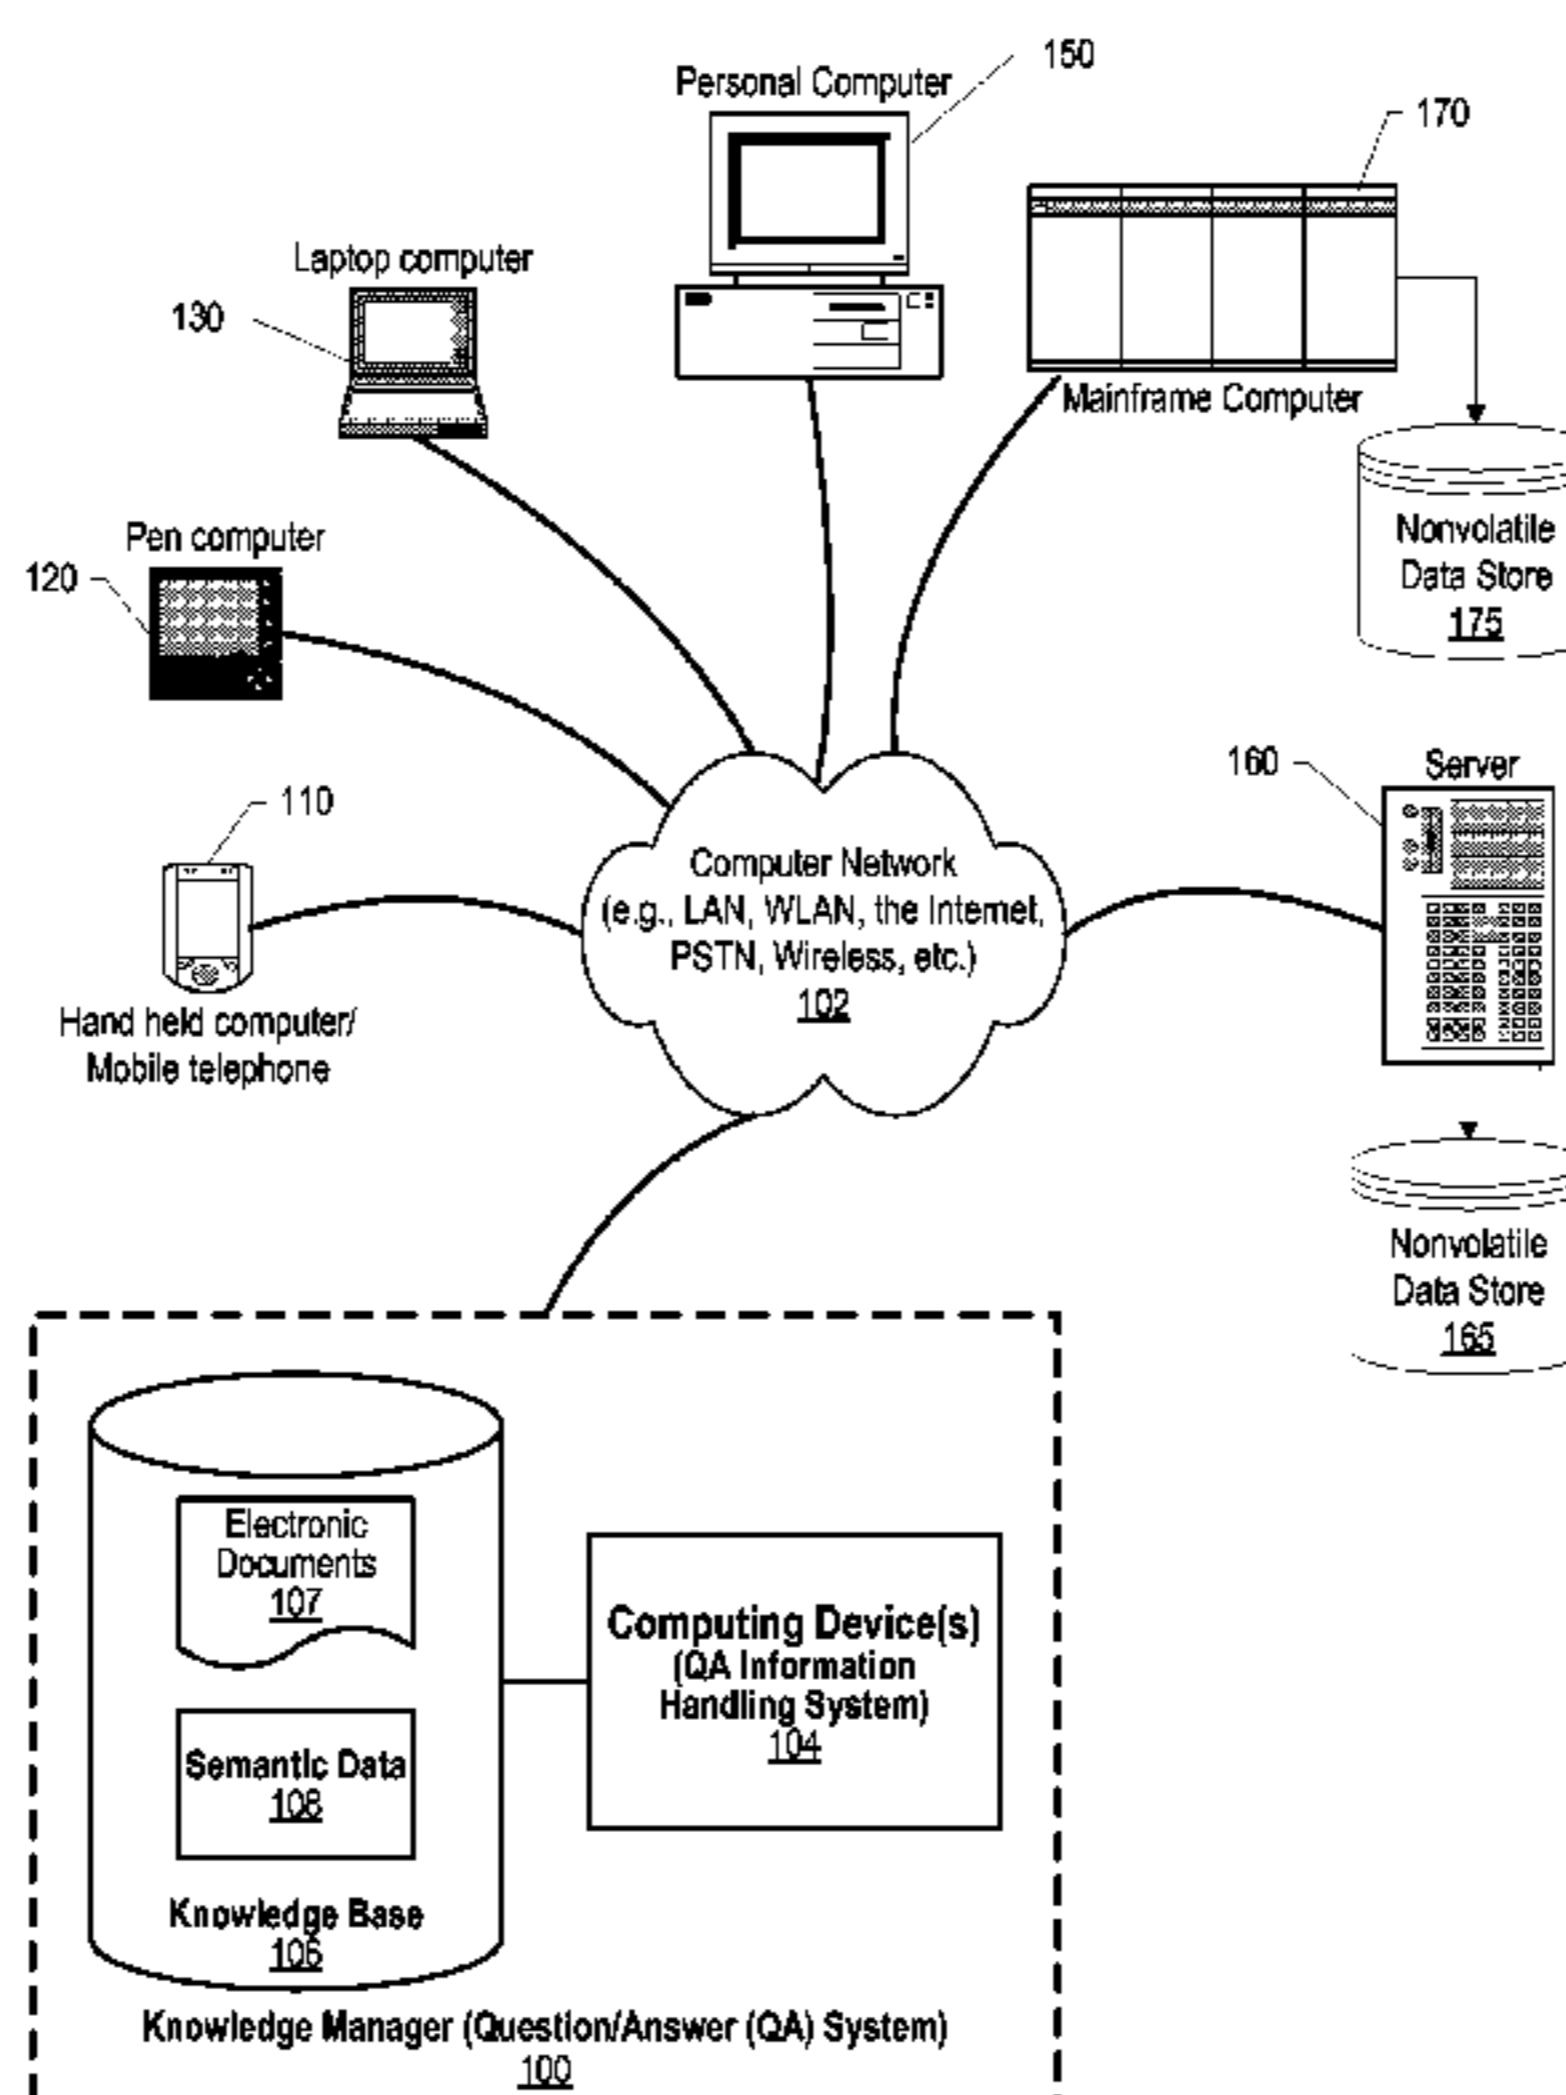 150
Personal Computer
170
Laptop computer
130
Mainframe Computer
Pen computer
120
Nonvolatile
Data Store
175
160
Server
110
Computer Network
(e.g., LAN, WLAN, the Internet,
PSTN, Wireless, etc.)
102
Hand held computer/
Mobile telephone
Nonvolatile
Data Store
165
Electronic
Documents
107
Computing Device(s)
(QA Information
Handling System)
104
Semantic Data
108
Knowledge Base
106
Knowledge Manager (Question/Answer (QA) System)
100